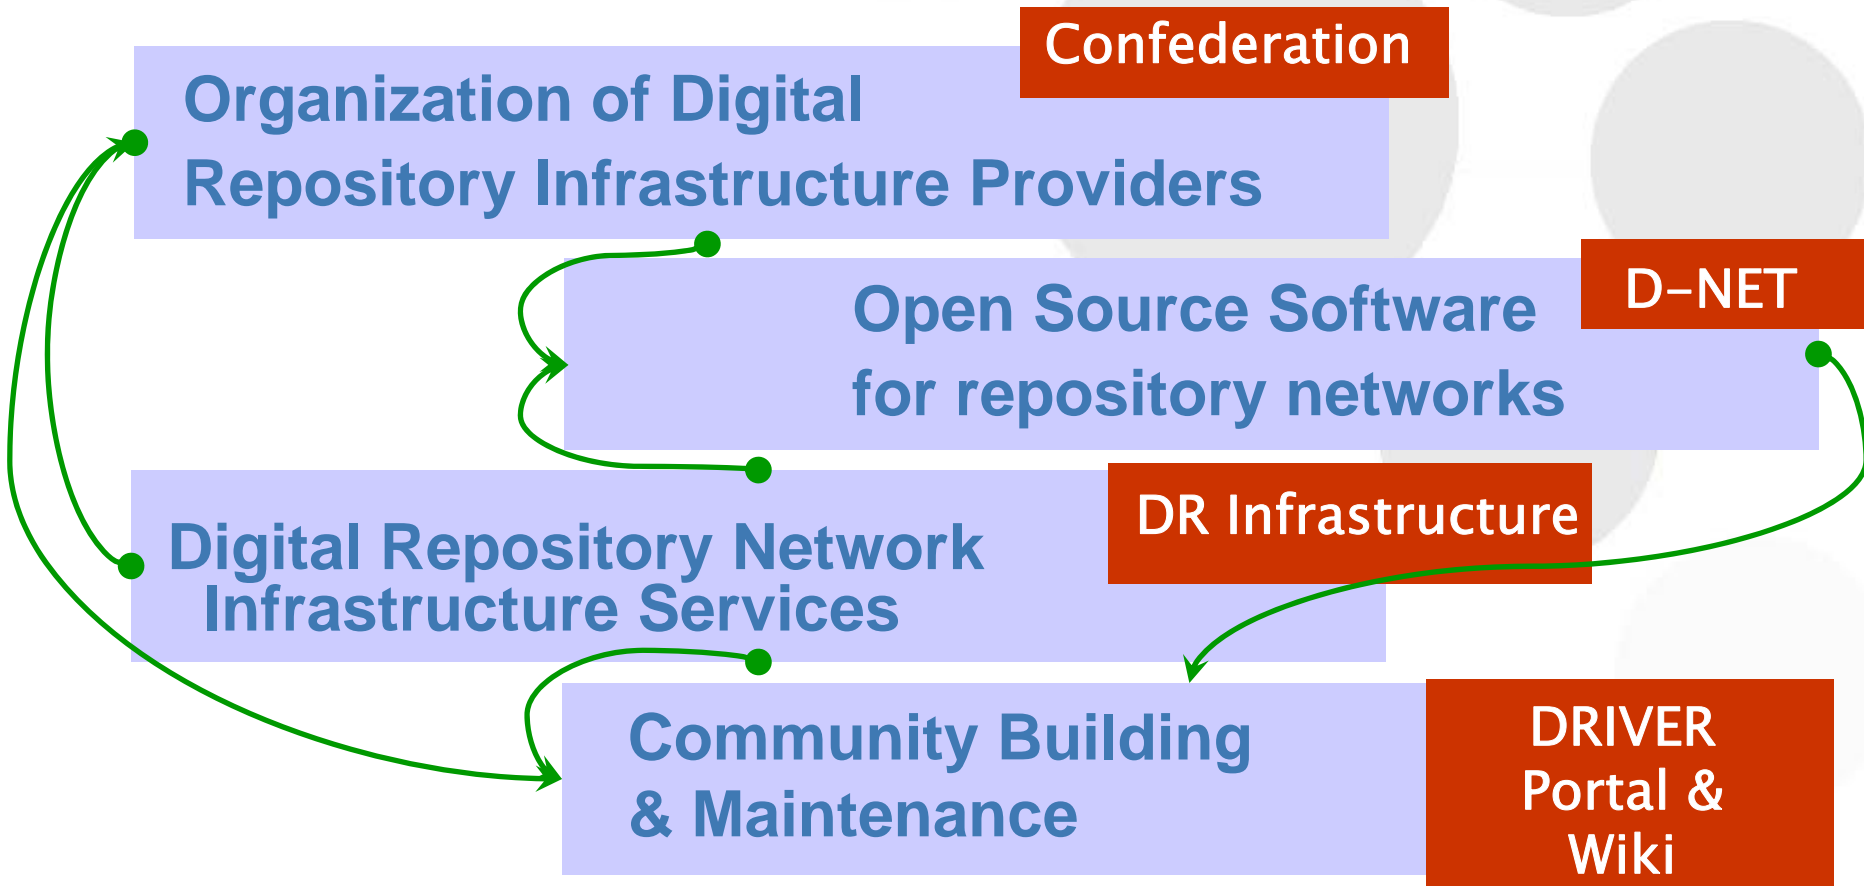 Confederation
Organization of Digital
Repository Infrastructure Providers
D-NET
Open Source Software
for repository networks
DR Infrastructure
Digital Repository Network
Infrastructure Services
Community Building
& Maintenance
DRIVER
Portal &
Wiki